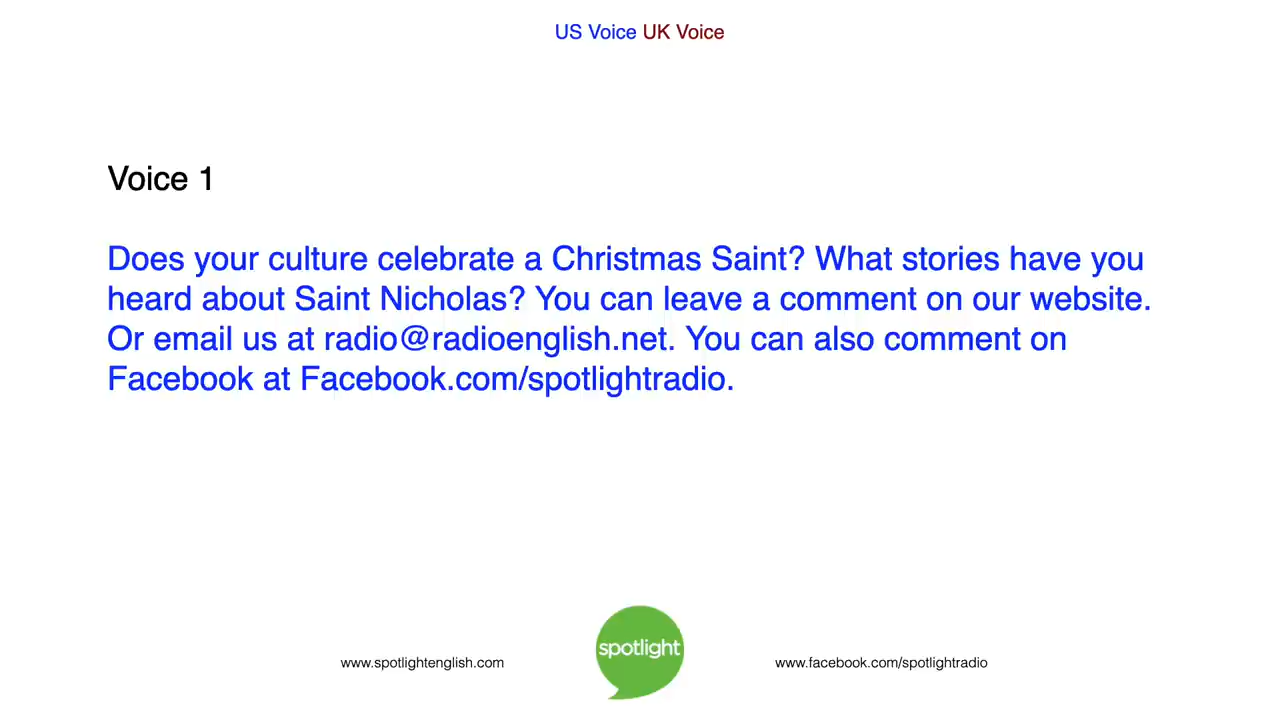 US Voice UK Voice
Voice 1
Does your culture celebrate a Christmas Saint? What stories have you
heard about Saint Nicholas? You can leave a comment on our website.
Or email us at radio@radioenglish.net. You can also comment on
Facebook at Facebook.com/spotlightradio.
www.spotlightenglish.com
spotlight
www.facebook.com/spotlightradio